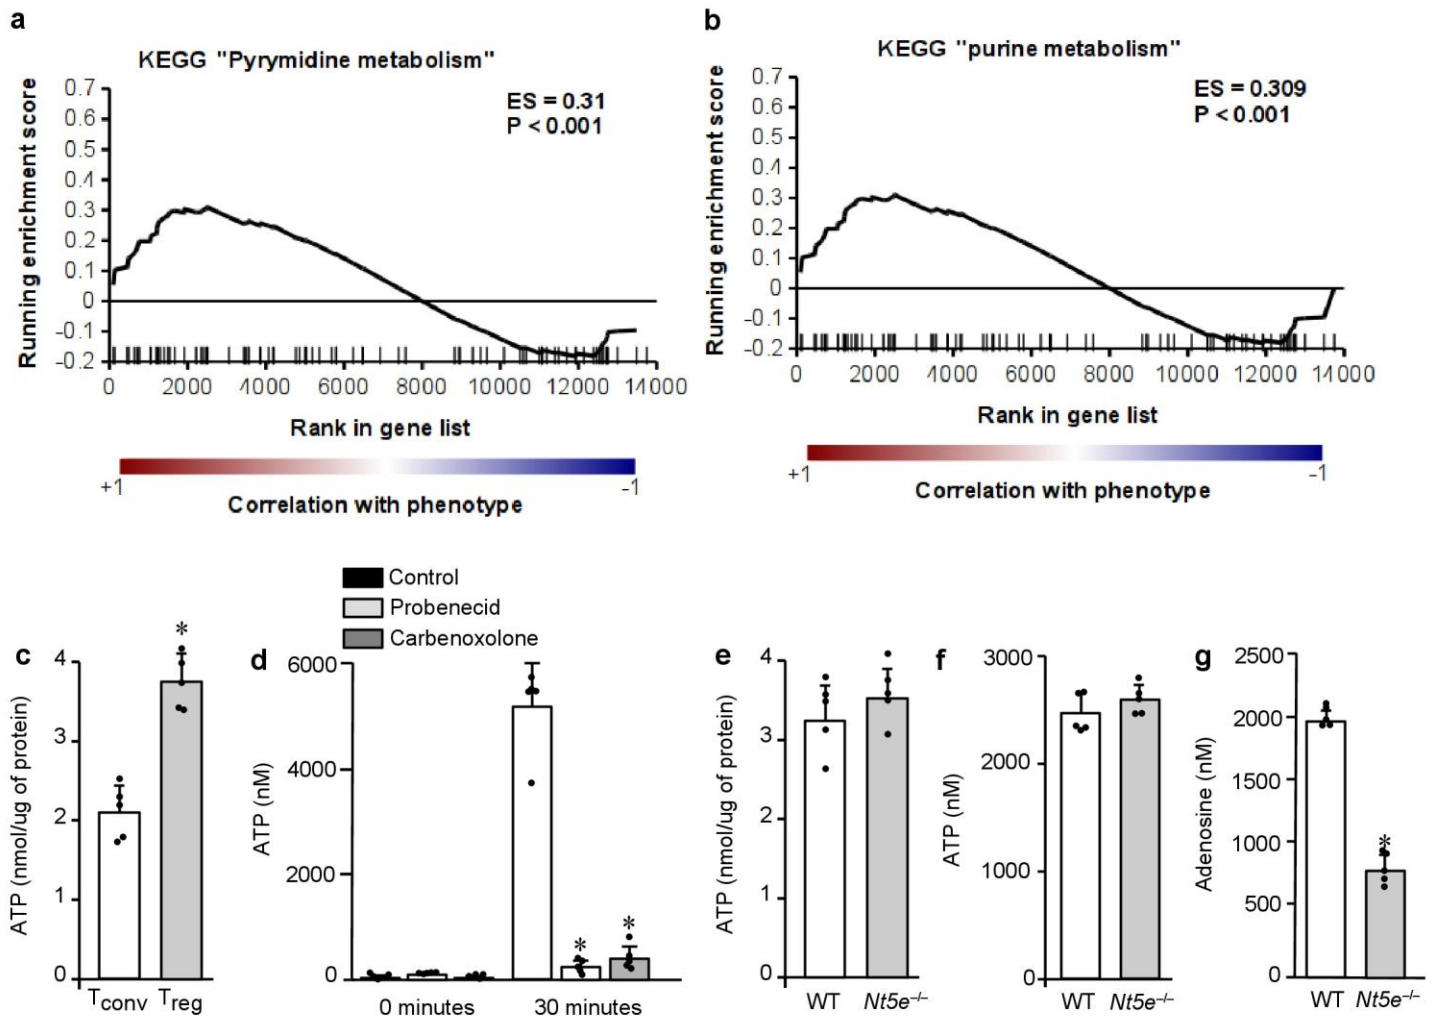 a
KEGG "Pyrymidine metabolism"
ES = 0.31
P < 0.001
Running enrichment score
0.7
0.6
0.5
0.4
0.3
0.2
0.1
0
-0.1
-0.2
0 2000 4000 6000 8000 10000 12000 14000
Rank in gene list
+1 -1
Correlation with phenotype
b
KEGG "purine metabolism"
ES = 0.309
P < 0.001
Running enrichment score
0.7
0.6
0.5
0.4
0.3
0.2
0.1
0
-0.1
-0.2
0 2000 4000 6000 8000 10000 12000 14000
Rank in gene list
+1 -1
Correlation with phenotype
c
ATP (nmol/ug of protein)
4
3
2
1
0
*
Tconv Treg
d
Control
Probenecid
Carbenoxolone
ATP (nM)
6000
4000
2000
0
* *
0 minutes 30 minutes
e
ATP (nmol/ug of protein)
4
3
2
1
0
WT Nt5e–/–
f
ATP (nM)
3000
2000
1000
0
WT Nt5e–/–
g
Adenosine (nM)
2500
2000
1500
1000
500
0
*
WT Nt5e–/–